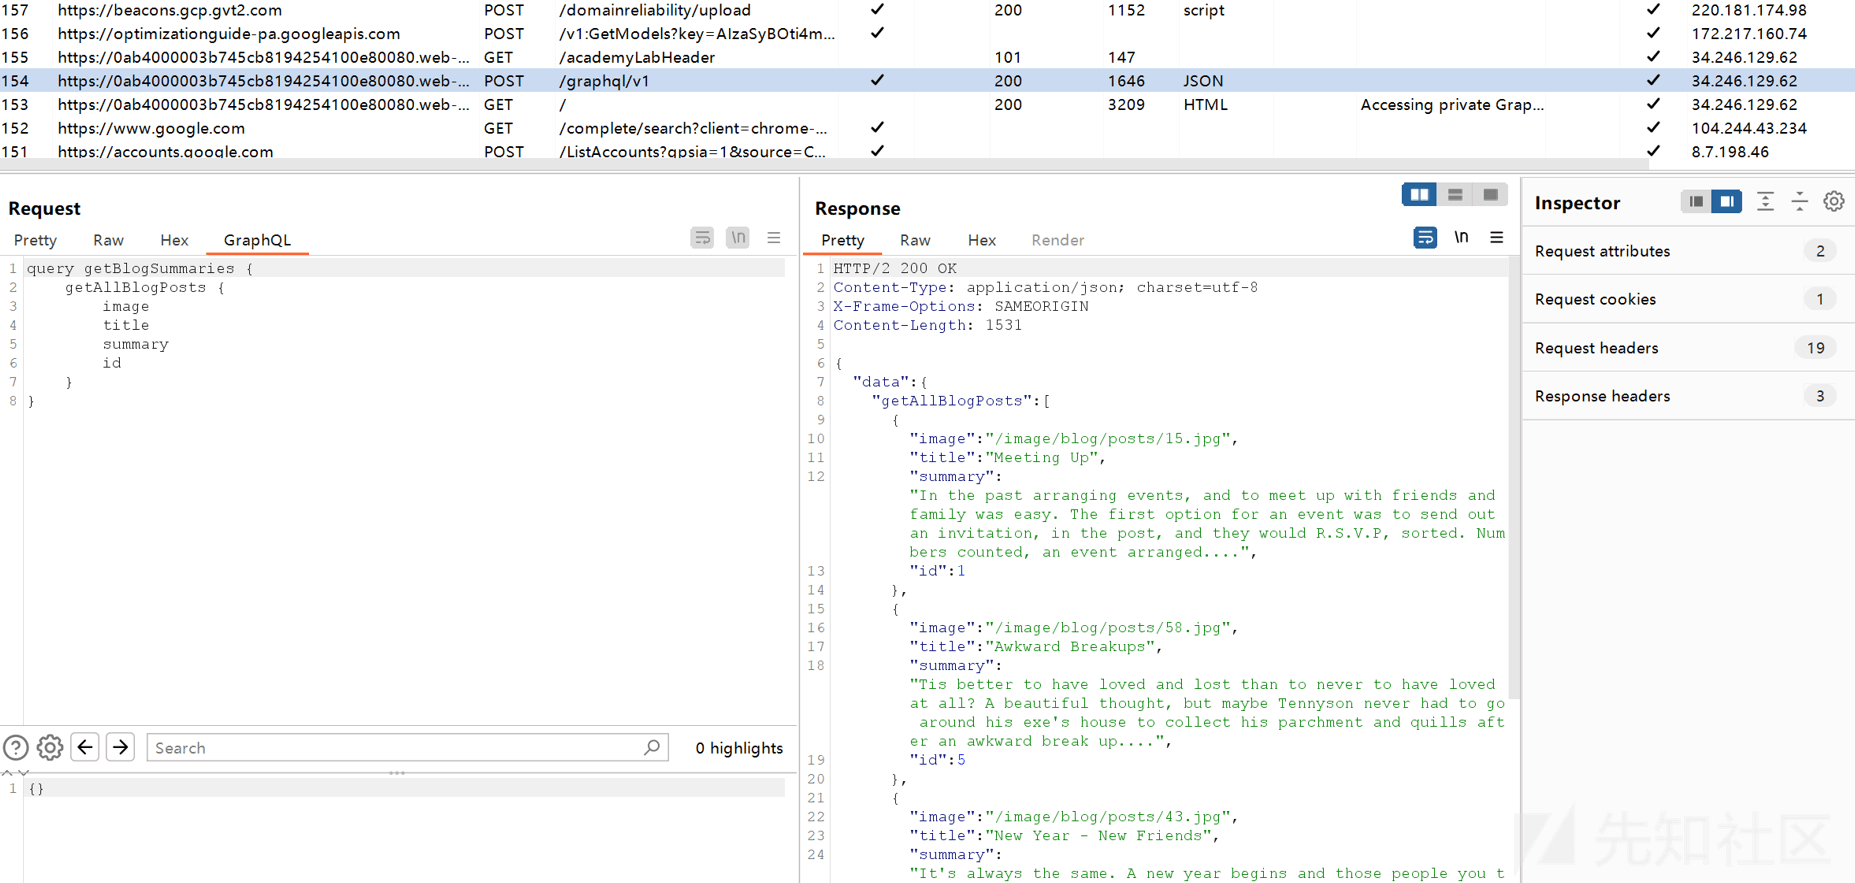 157 https://beacons.gcp.gvt2.com POST /domainreliability/upload ✓ 200 1152 script ✓ 220.181.174.98
156 https://optimizationguide-pa.googleapis.com POST /v1:GetModels?key=AIzaSyBOti4m... ✓ ✓ 172.217.160.74
155 https://0ab4000003b745cb8194254100e80080.web-... GET /academyLabHeader 101 147 ✓ 34.246.129.62
154 https://0ab4000003b745cb8194254100e80080.web-... POST /graphql/v1 ✓ 200 1646 JSON ✓ 34.246.129.62
153 https://0ab4000003b745cb8194254100e80080.web-... GET / 200 3209 HTML Accessing private Grap... ✓ 34.246.129.62
152 https://www.google.com GET /complete/search?client=chrome-... ✓ ✓ 104.244.43.234
151 https://accounts.google.com POST /ListAccounts?gpsia=1&source=C... ✓ ✓ 8.7.198.46
Request
Pretty Raw Hex GraphQL \n
1 query getBlogSummaries {
2 getAllBlogPosts {
3 image
4 title
5 summary
6 id
7 }
8 }
Search 0 highlights
1 {}
Response
Pretty Raw Hex Render \n
1 HTTP/2 200 OK
2 Content-Type: application/json; charset=utf-8
3 X-Frame-Options: SAMEORIGIN
4 Content-Length: 1531
5
6 {
7 "data":{
8 "getAllBlogPosts":[
9 {
10 "image":"/image/blog/posts/15.jpg",
11 "title":"Meeting Up",
12 "summary":
"In the past arranging events, and to meet up with friends and
family was easy. The first option for an event was to send out
an invitation, in the post, and they would R.S.V.P, sorted. Num
bers counted, an event arranged....",
13 "id":1
14 },
15 {
16 "image":"/image/blog/posts/58.jpg",
17 "title":"Awkward Breakups",
18 "summary":
"Tis better to have loved and lost than to never to have loved
at all? A beautiful thought, but maybe Tennyson never had to go
around his exe's house to collect his parchment and quills aft
er an awkward break up....",
19 "id":5
20 },
21 {
22 "image":"/image/blog/posts/43.jpg",
23 "title":"New Year - New Friends",
24 "summary":
"It's always the same. A new year begins and those people you t
Inspector
Request attributes 2
Request cookies 1
Request headers 19
Response headers 3
先知社区